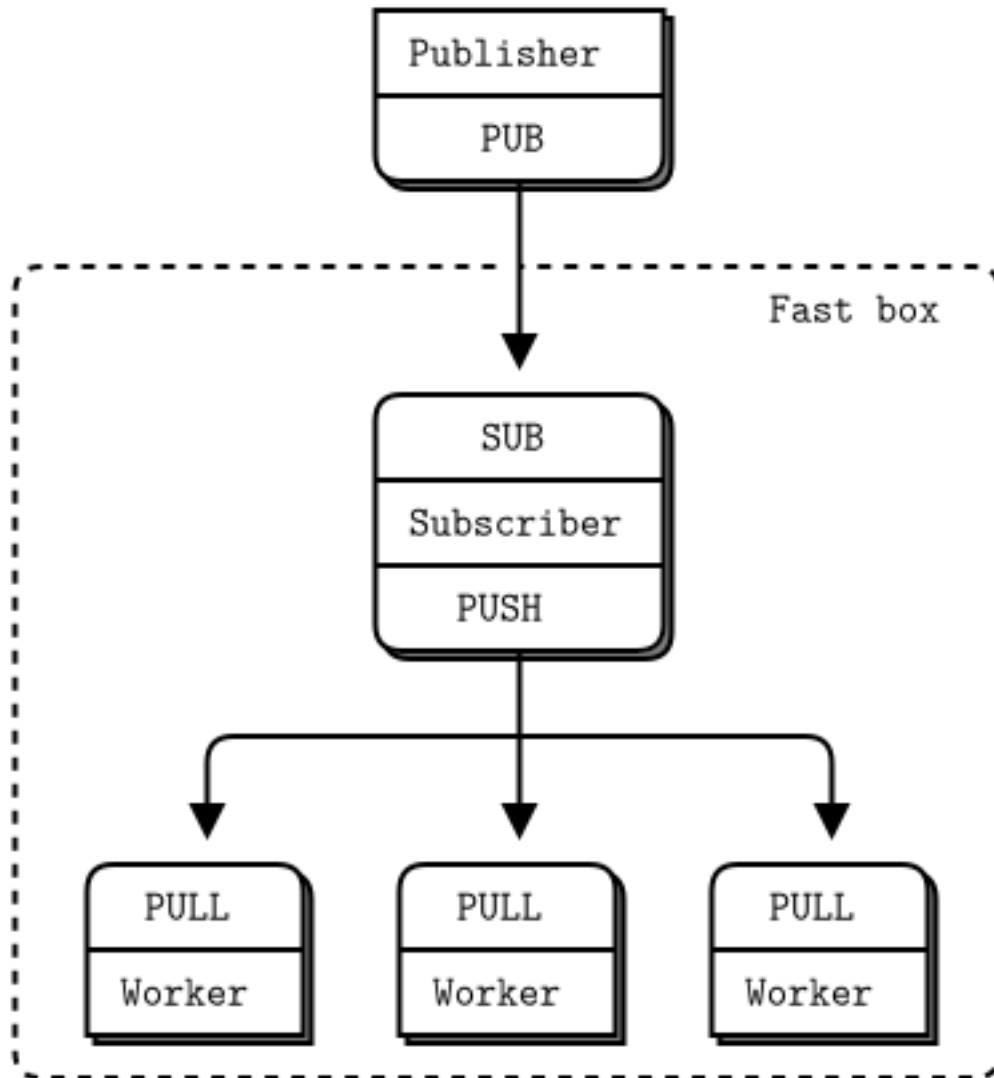 Publisher
PUB
Fast box
SUB
Subscriber
PUSH
PULL PULL PULL
Worker Worker Worker